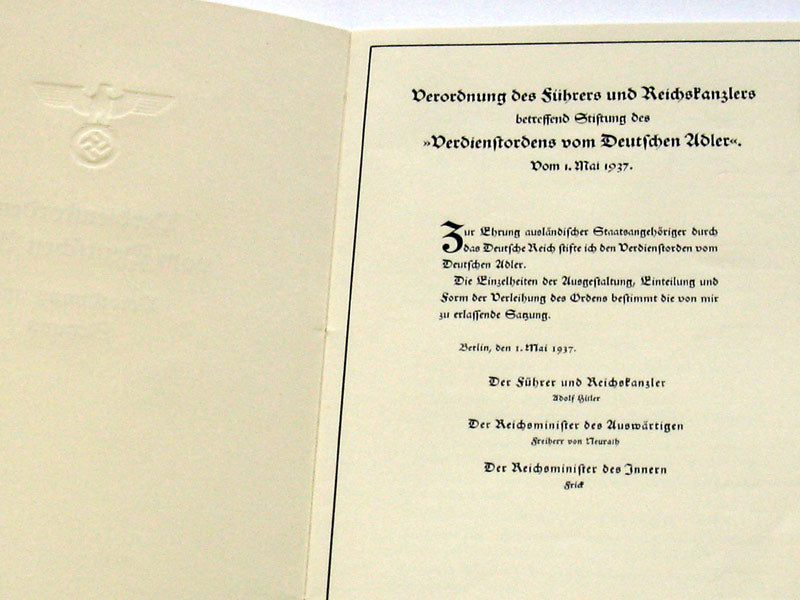 Verordnung des Führers und Reichskanzlers
betreffend Stiftung des
»Verdienstordens vom Deutschen Adler«.
Vom 1. Mai 1937.
Zur Ehrung ausländischer Staatsangehöriger durch
das Deutsche Reich stifte ich den Verdienstorden vom
Deutschen Adler.
Die Einzelheiten der Ausgestaltung, Einteilung und
Form der Verleihung des Ordens bestimmt die von mir
zu erlassende Satzung.
Berlin, den 1. Mai 1937.
Der Führer und Reichskanzler
Adolf Hitler
Der Reichsminister des Auswärtigen
Freiherr von Neurath
Der Reichsminister des Innern
Frick